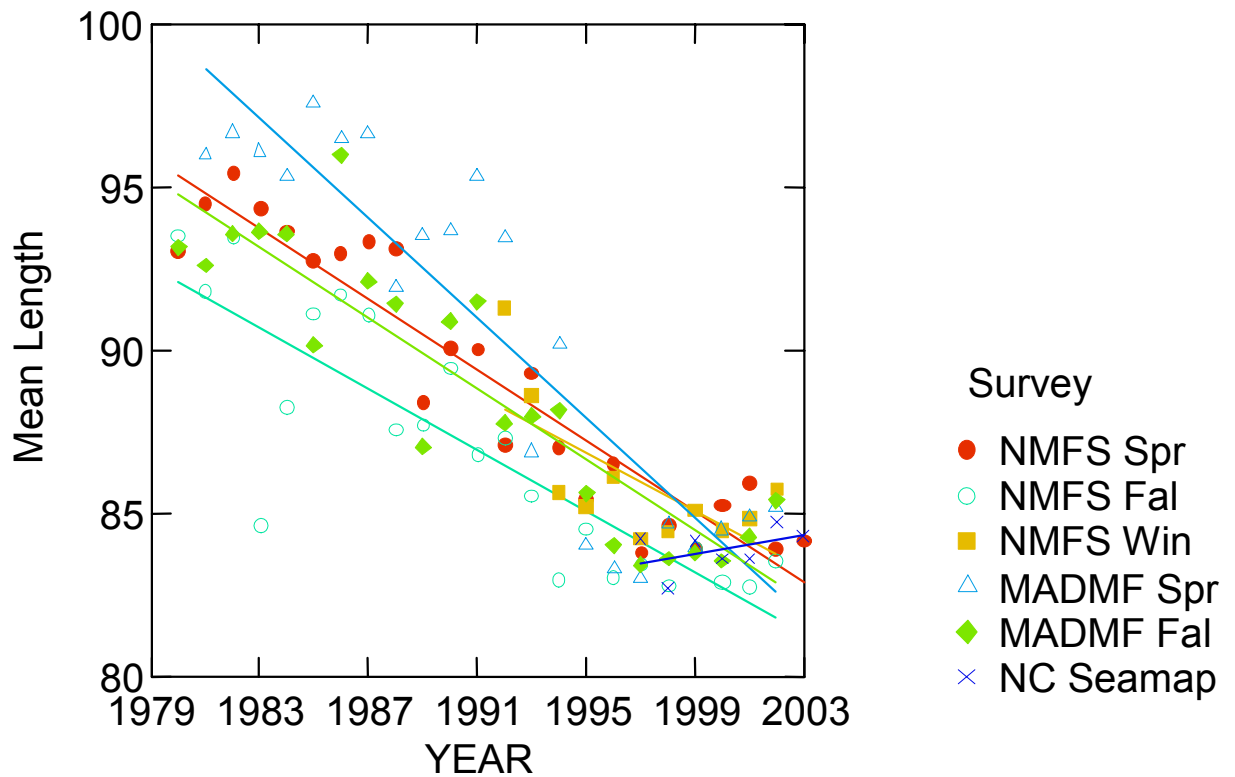 100
95
90
85
80
Mean Length
1979 1983 1987 1991 1995 1999 2003
YEAR
Survey
NMFS Spr
NMFS Fal
NMFS Win
MADMF Spr
MADMF Fal
NC Seamap